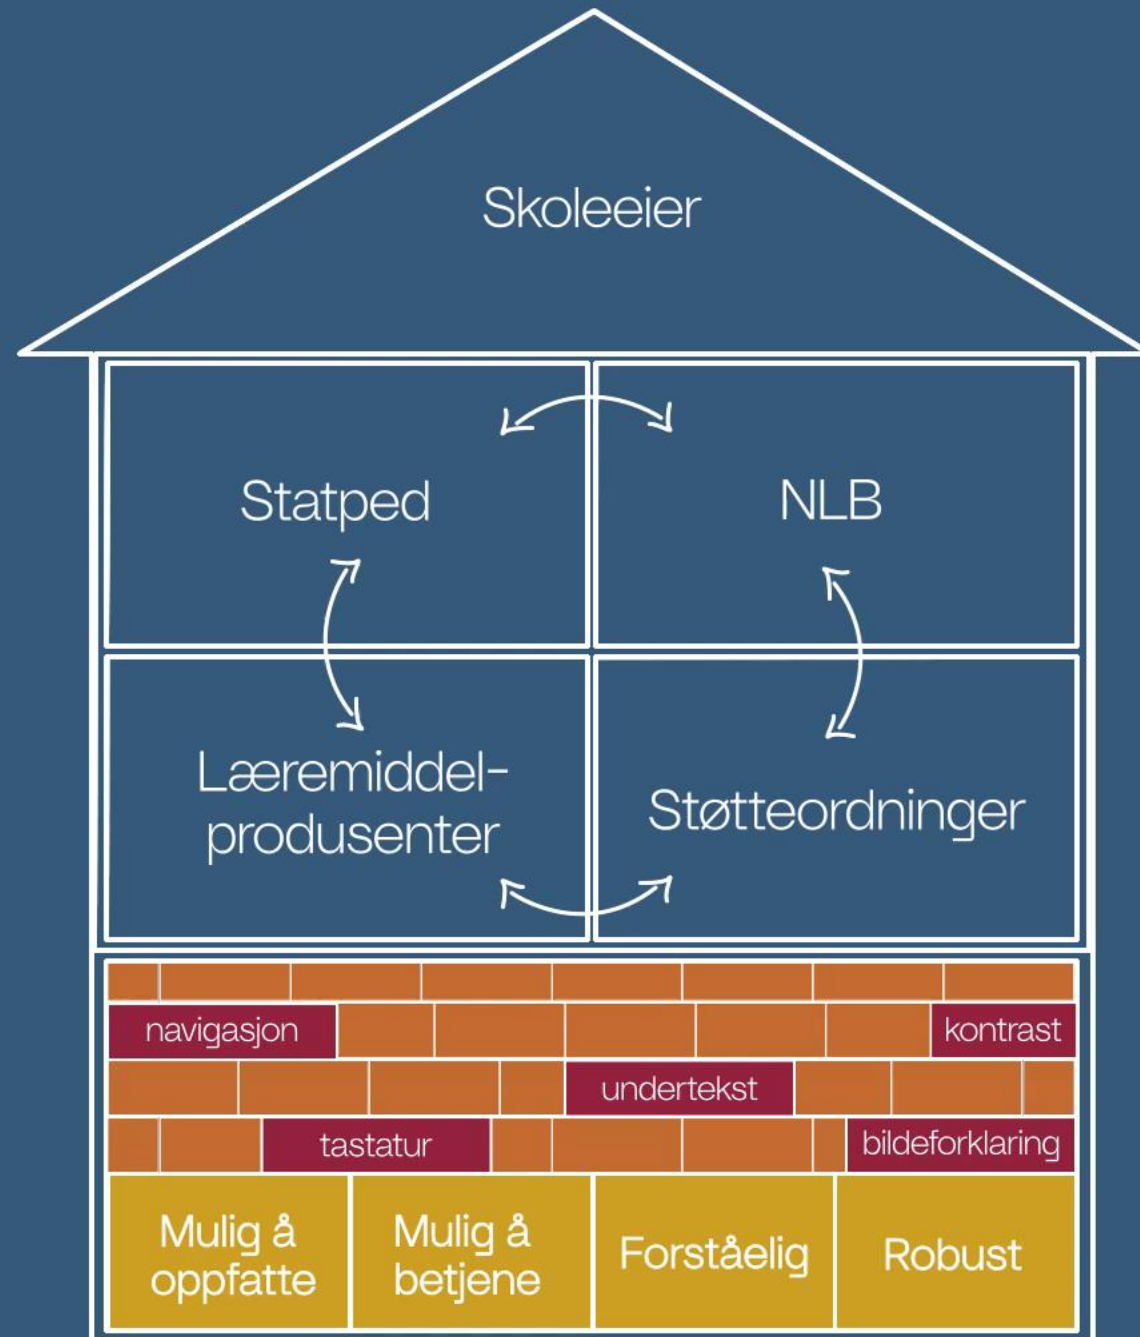 Skoleeier
Statped
NLB
Læremiddel-
produsenter
Støtteordninger
navigasjon
kontrast
undertekst
tastatur
bildeforklaring
Mulig å
oppfatte
Mulig å
betjene
Forståelig
Robust